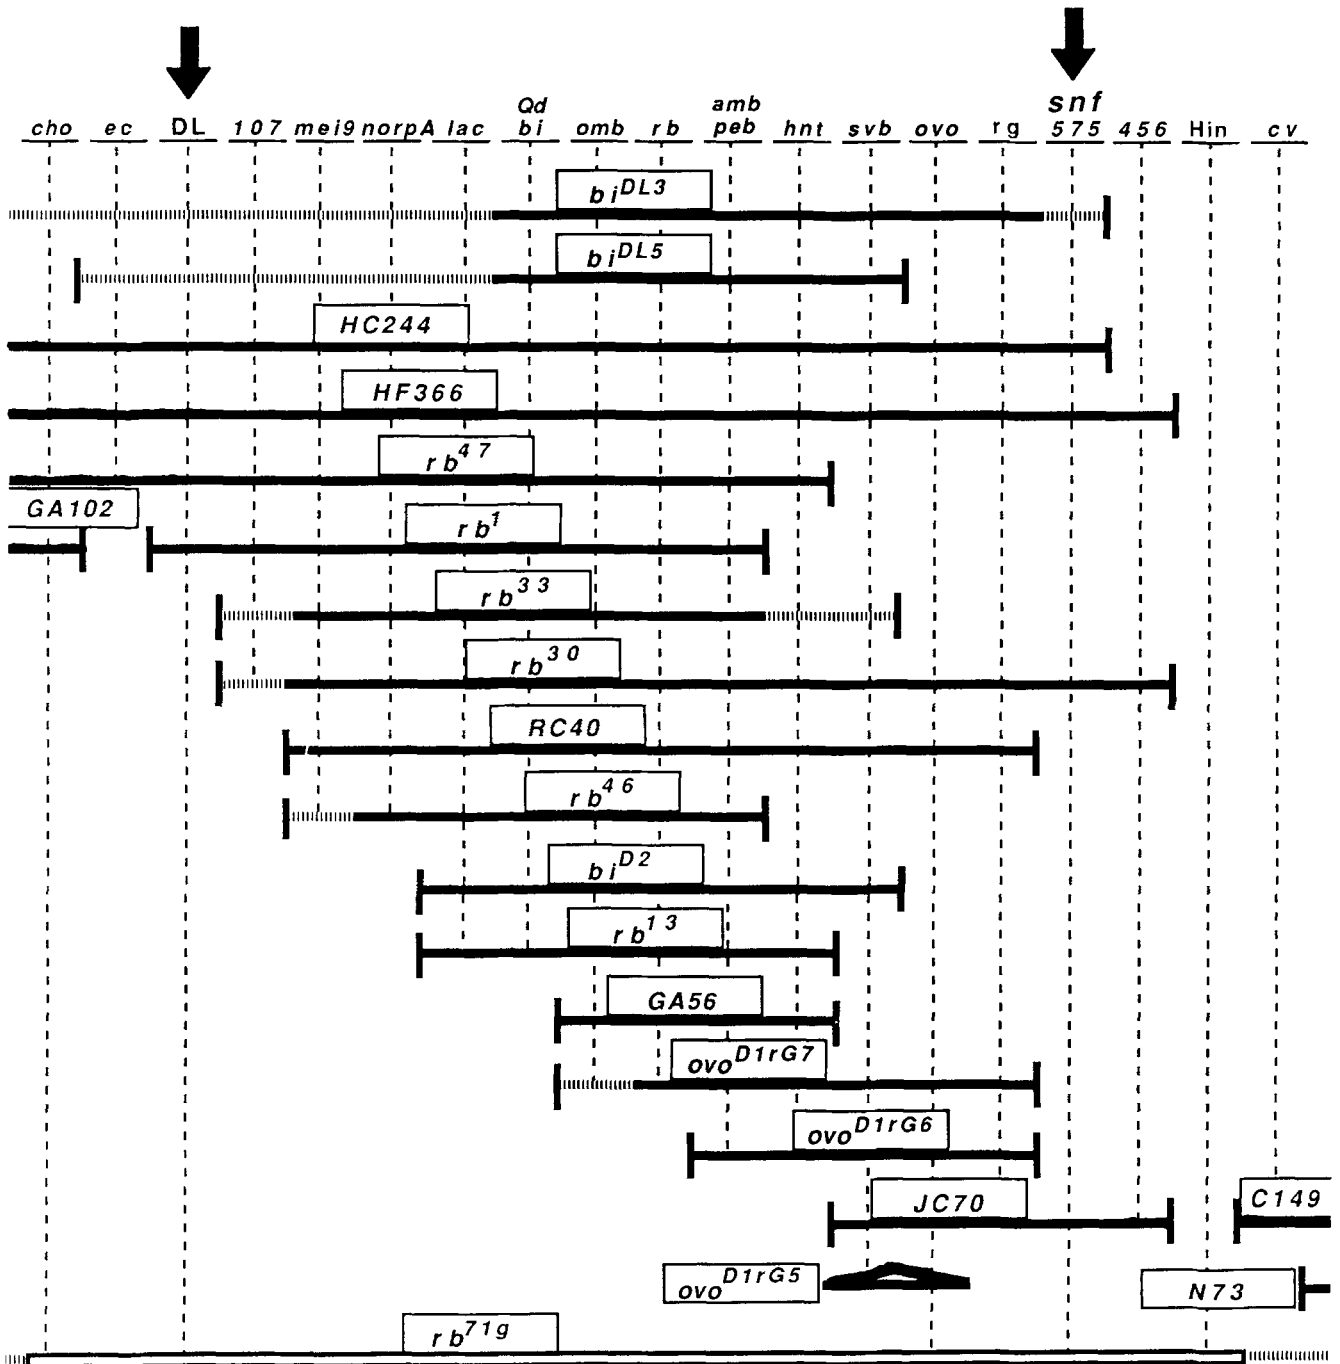 snf
Qd amb
cho ec DL 107 mei9 norpA lac bi omb rb peb hnt svb ovo rg 575 456 Hin cv
bi^DL3
bi^DL5
HC244
HF366
rb^47
GA102
rb^1
rb^33
rb^30
RC40
rb^46
bi^D2
rb^13
GA56
ovo^D1rG7
ovo^D1rG6
JC70 C149
ovo^D1rG5 N73
rb^71g